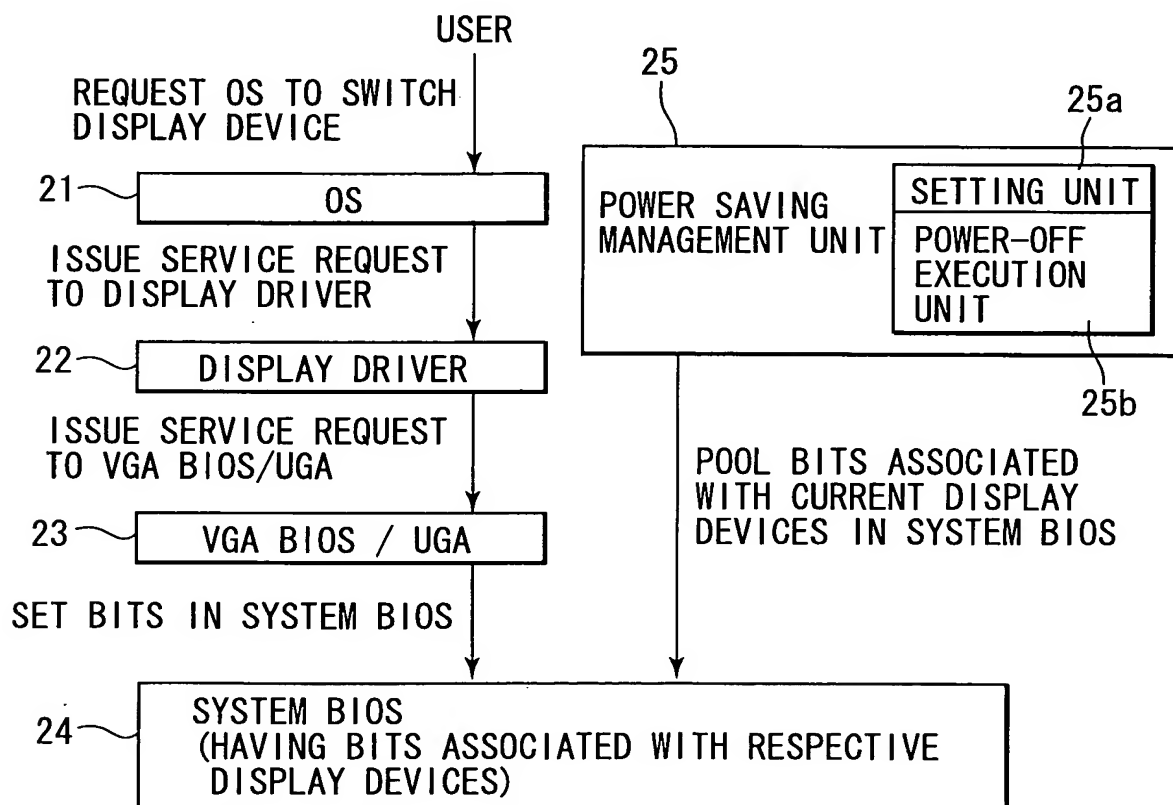 USER
REQUEST OS TO SWITCH
DISPLAY DEVICE
21
OS
ISSUE SERVICE REQUEST
TO DISPLAY DRIVER
22
DISPLAY DRIVER
ISSUE SERVICE REQUEST
TO VGA BIOS/UGA
23
VGA BIOS / UGA
SET BITS IN SYSTEM BIOS
25
25a
POWER SAVING
MANAGEMENT UNIT
SETTING UNIT
POWER-OFF
EXECUTION
UNIT
25b
POOL BITS ASSOCIATED
WITH CURRENT DISPLAY
DEVICES IN SYSTEM BIOS
24
SYSTEM BIOS
(HAVING BITS ASSOCIATED WITH RESPECTIVE
DISPLAY DEVICES)